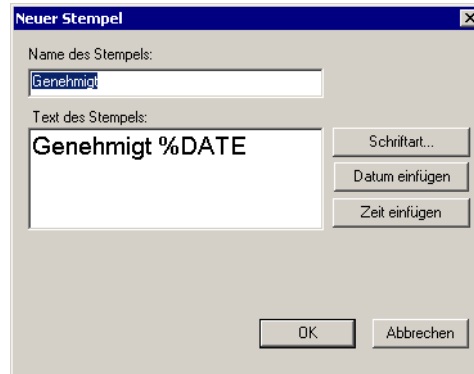 Neuer Stempel
Name des Stempels:
Genehmigt
Text des Stempels:
Genehmigt %DATE
Schriftart...
Datum einfügen
Zeit einfügen
OK
Abbrechen